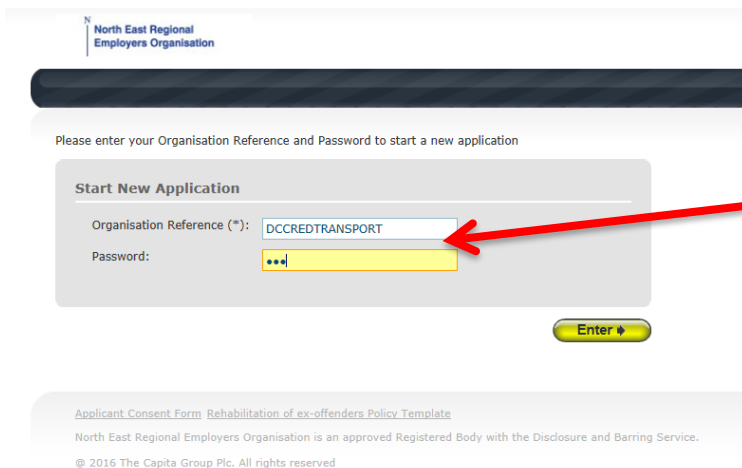 N
North East Regional
Employers Organisation
Please enter your Organisation Reference and Password to start a new application
Start New Application
Organisation Reference (*): DCCREDTRANSPORT
Password: •••
Enter
Applicant Consent Form Rehabilitation of ex-offenders Policy Template
North East Regional Employers Organisation is an approved Registered Body with the Disclosure and Barring Service.
@ 2016 The Capita Group Plc. All rights reserved